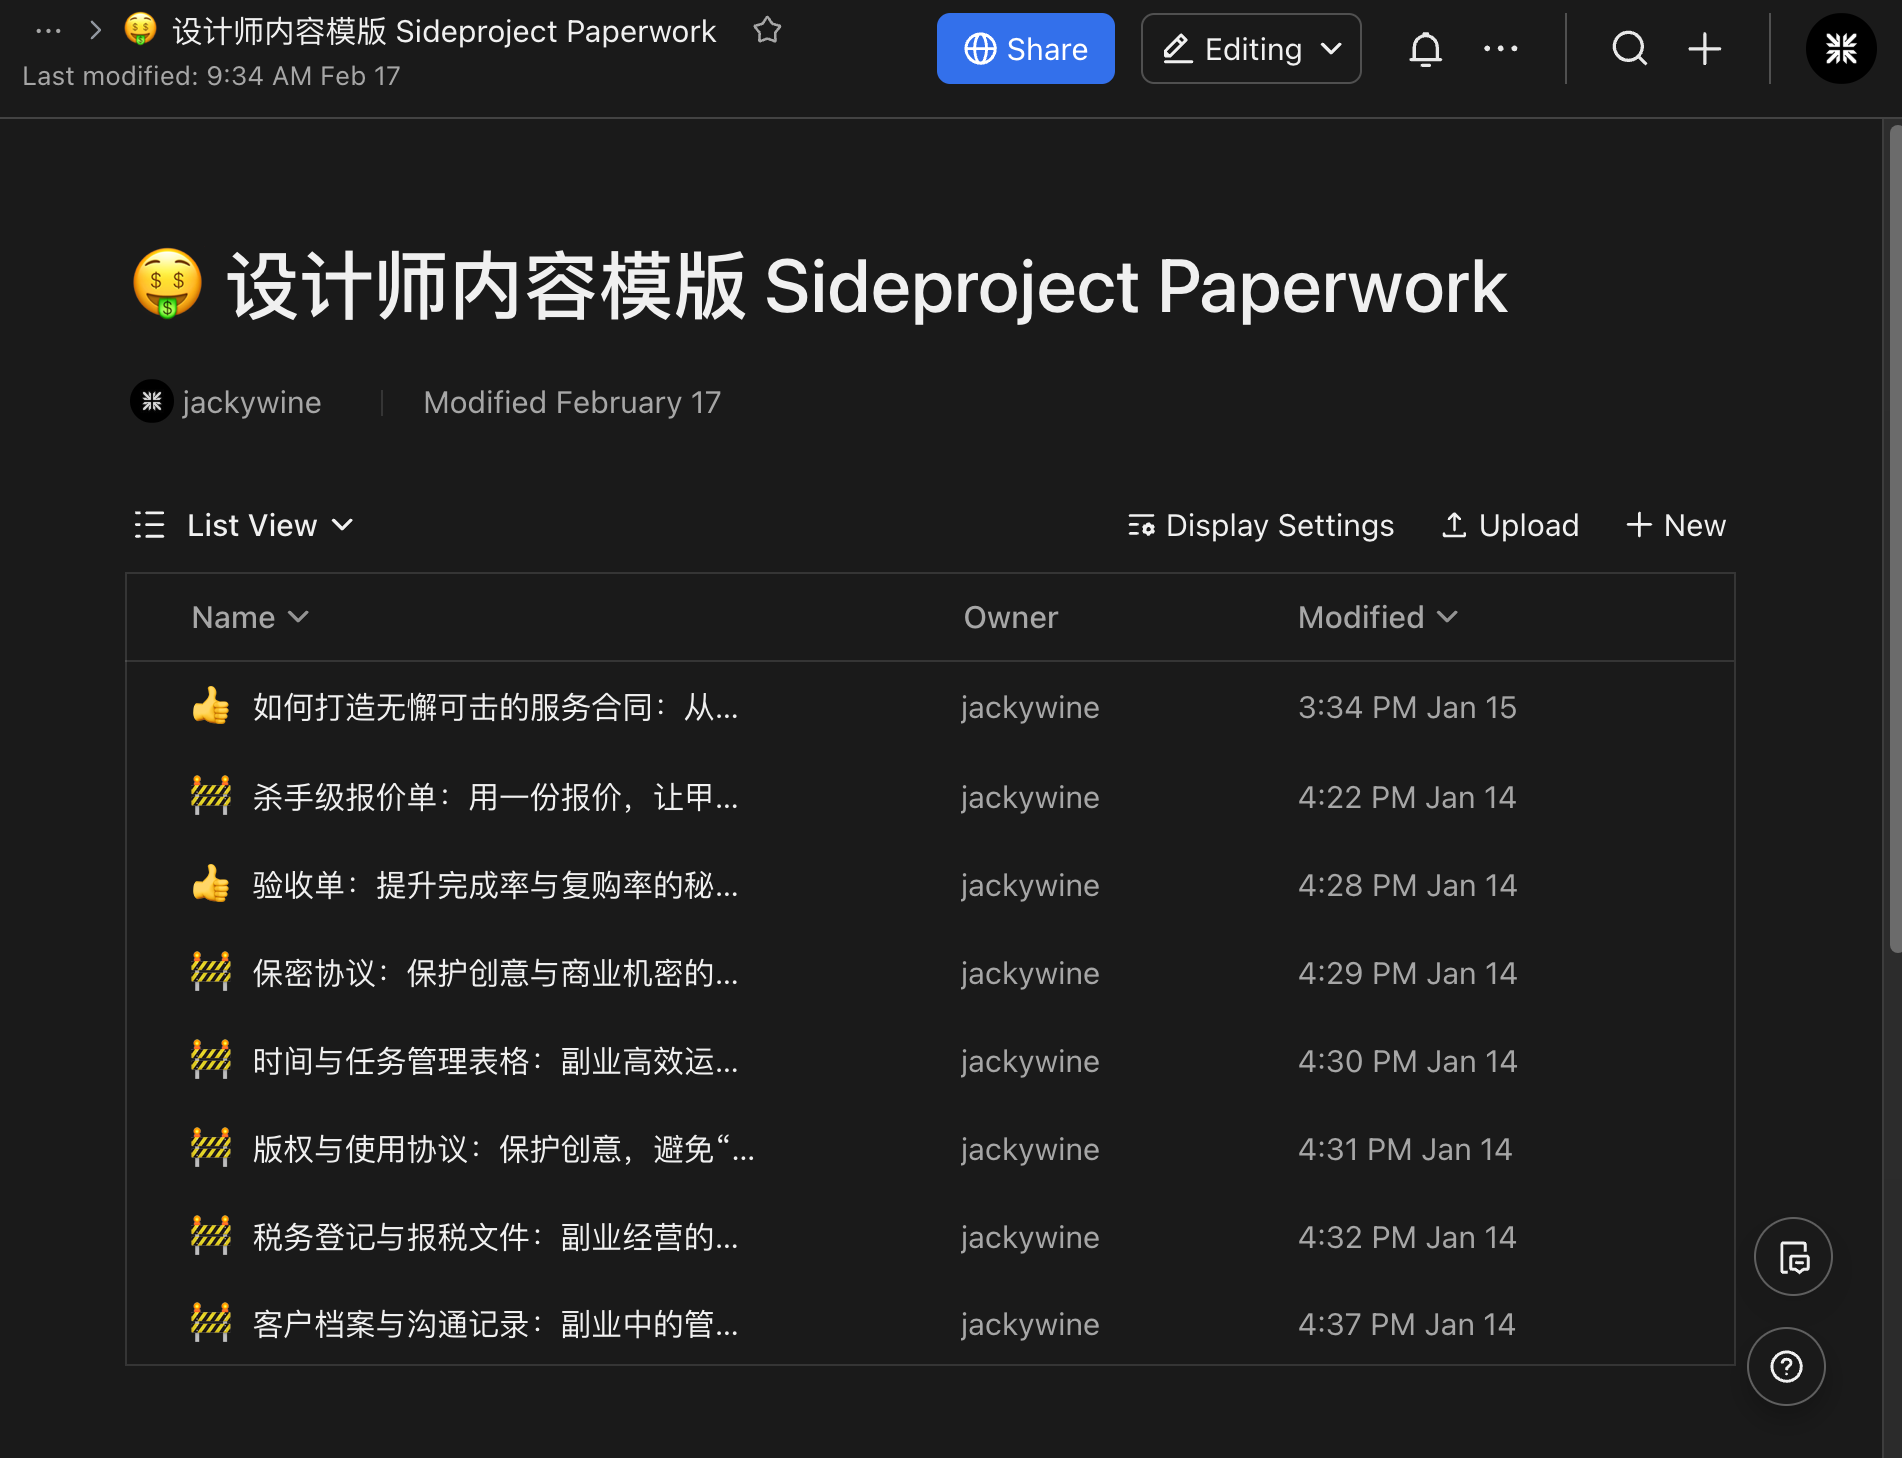 设计师内容模版 Sideproject Paperwork
Last modified: 9:34 AM Feb 17
Share
Editing
设计师内容模版 Sideproject Paperwork
jackywine
Modified February 17
List View
Display Settings
Upload
New
Name Owner Modified
如何打造无懈可击的服务合同：从... jackywine 3:34 PM Jan 15
杀手级报价单：用一份报价，让甲... jackywine 4:22 PM Jan 14
验收单：提升完成率与复购率的秘... jackywine 4:28 PM Jan 14
保密协议：保护创意与商业机密的... jackywine 4:29 PM Jan 14
时间与任务管理表格：副业高效运... jackywine 4:30 PM Jan 14
版权与使用协议：保护创意，避免“... jackywine 4:31 PM Jan 14
税务登记与报税文件：副业经营的... jackywine 4:32 PM Jan 14
客户档案与沟通记录：副业中的管... jackywine 4:37 PM Jan 14